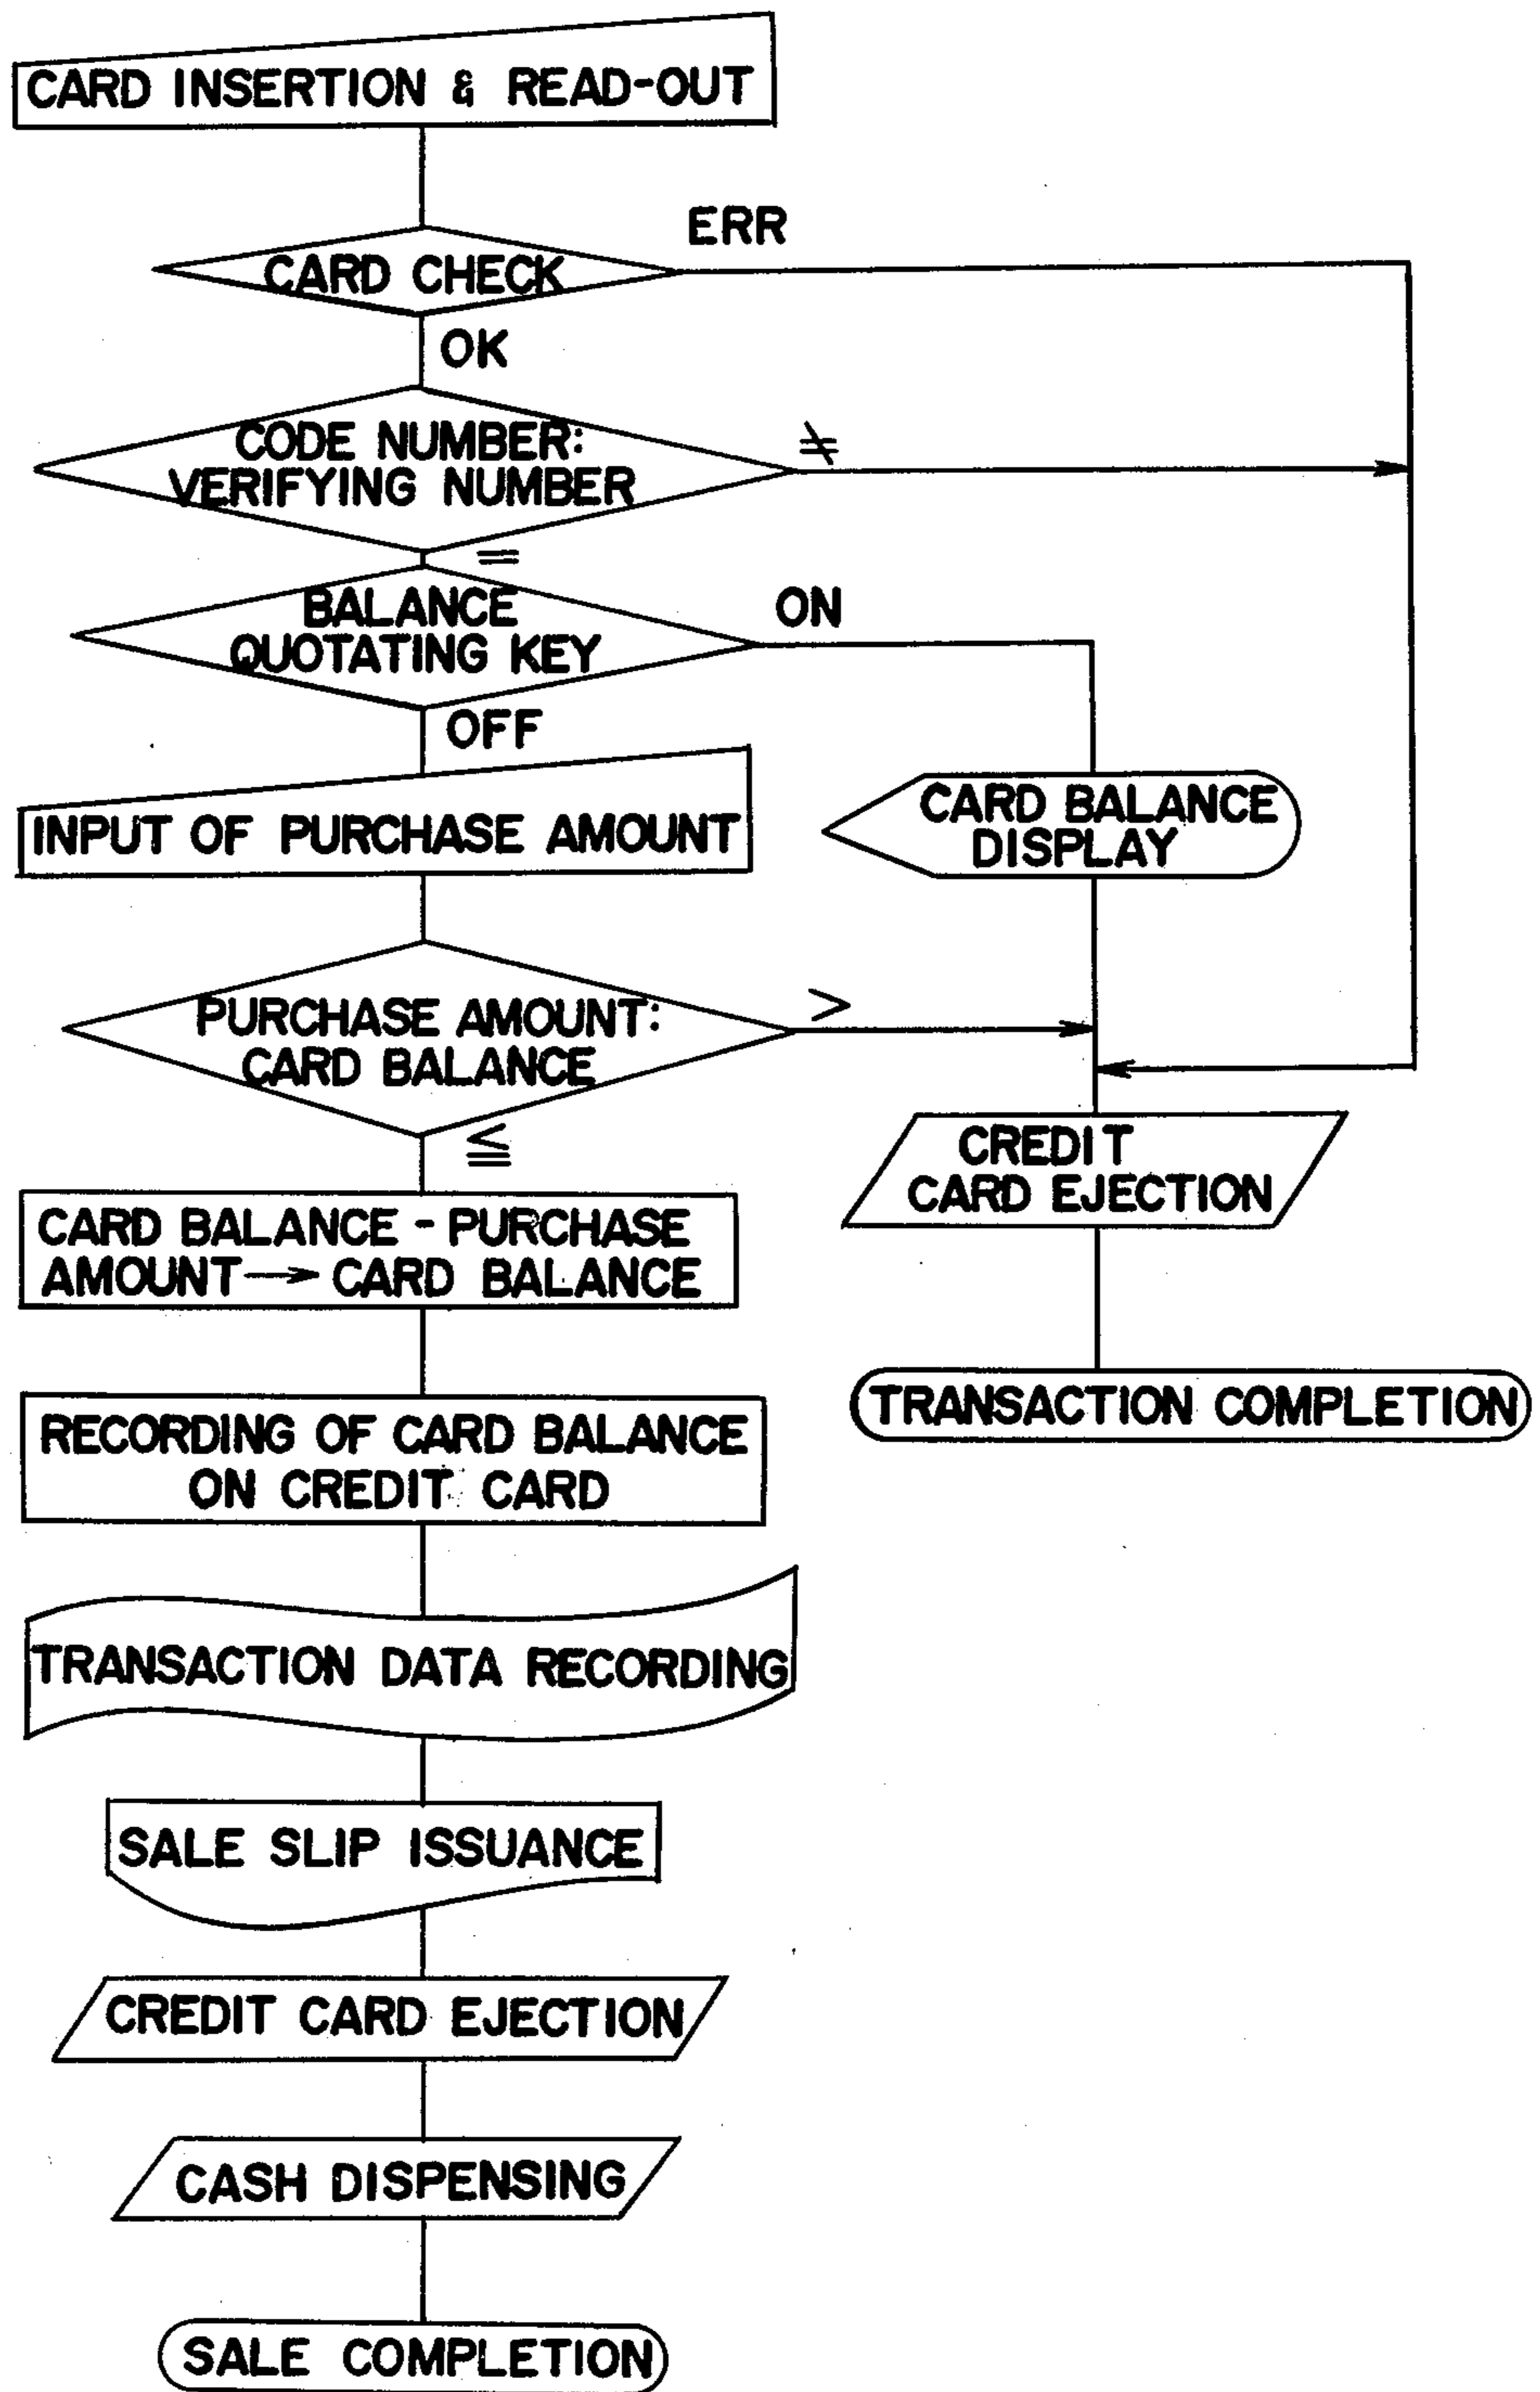 CARD INSERTION & READ-OUT
ERR
CARD CHECK
OK
CODE NUMBER:
VERIFYING NUMBER
≠
=
BALANCE
QUOTATING KEY
ON
OFF
INPUT OF PURCHASE AMOUNT
CARD BALANCE
DISPLAY
PURCHASE AMOUNT:
CARD BALANCE
>
≦
CREDIT
CARD EJECTION
CARD BALANCE - PURCHASE
AMOUNT → CARD BALANCE
TRANSACTION COMPLETION
RECORDING OF CARD BALANCE
ON CREDIT CARD
TRANSACTION DATA RECORDING
SALE SLIP ISSUANCE
CREDIT CARD EJECTION
CASH DISPENSING
SALE COMPLETION